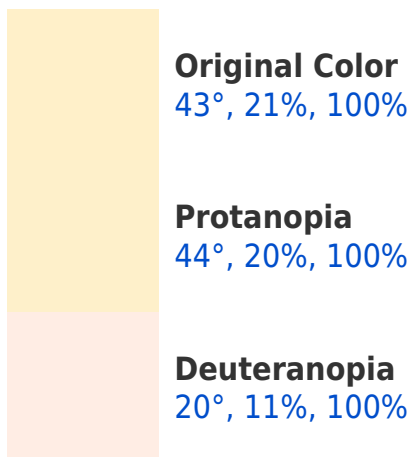 Original Color
43°, 21%, 100%
Protanopia
44°, 20%, 100%
Deuteranopia
20°, 11%, 100%